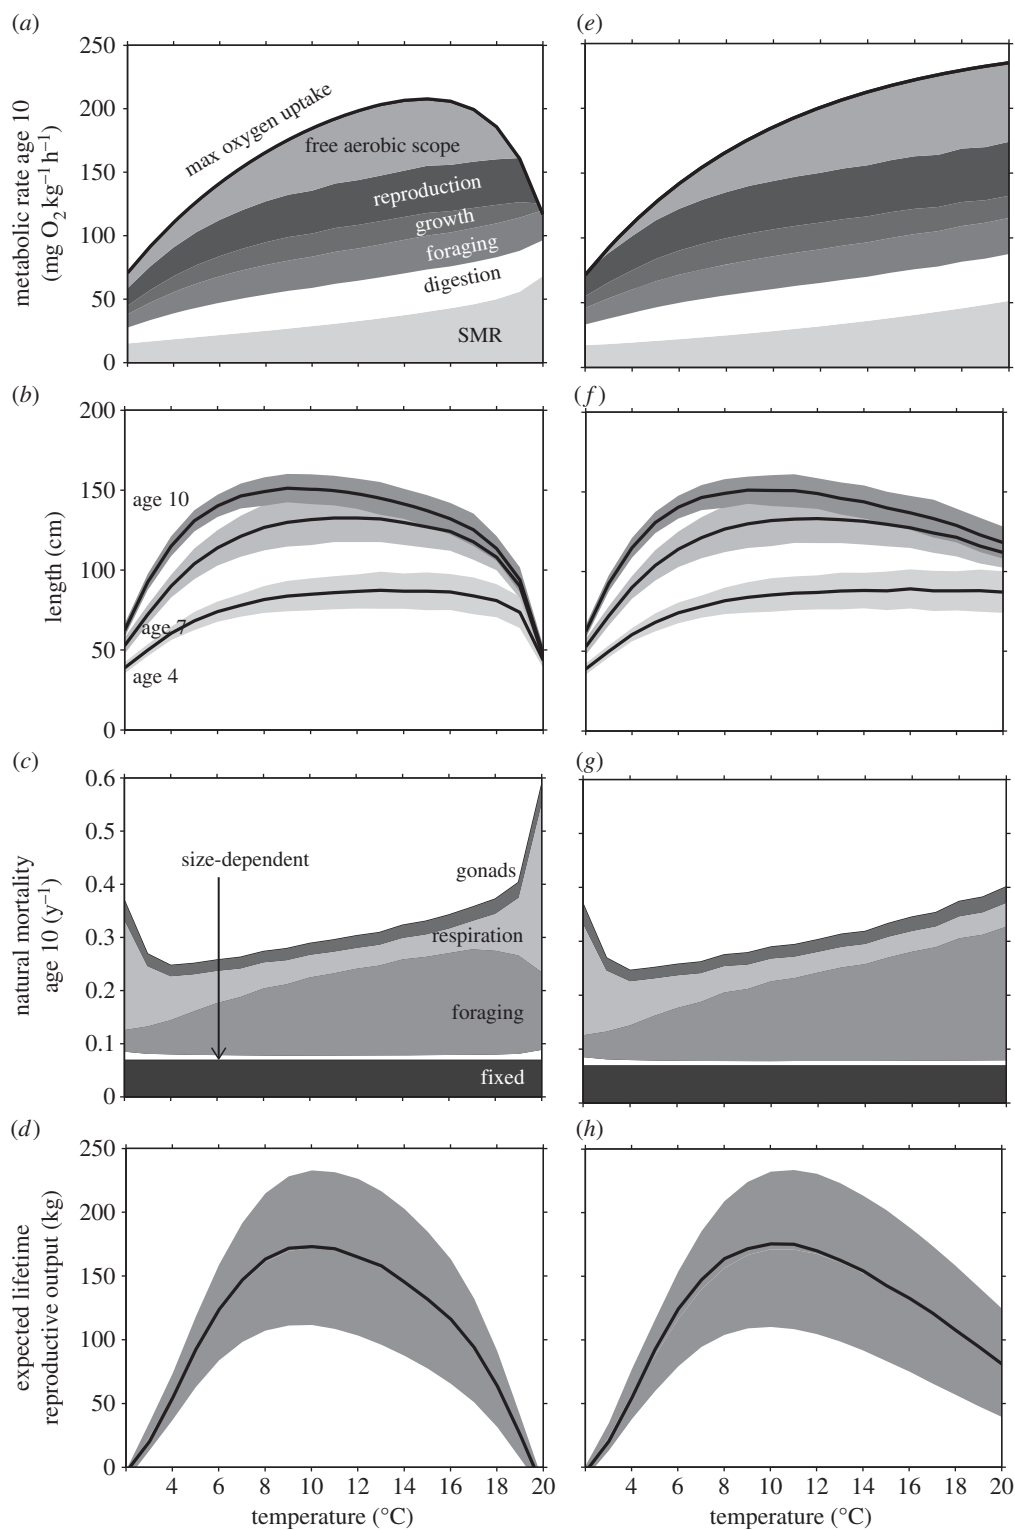 (a)
(e)
250
200
150
100
50
0
metabolic rate age 10
(mg O2 kg–1 h–1)
max oxygen uptake
free aerobic scope
reproduction
growth
foraging
digestion
SMR
(b)
(f)
200
150
100
50
0
length (cm)
age 10
age 7
age 4
(c)
(g)
0.6
0.5
0.4
0.3
0.2
0.1
0
natural mortality
age 10 (y–1)
size-dependent
gonads
respiration
foraging
fixed
(d)
(h)
250
200
150
100
50
0
expected lifetime
reproductive output (kg)
4 6 8 10 12 14 16 18 20
4 6 8 10 12 14 16 18 20
temperature (°C)
temperature (°C)